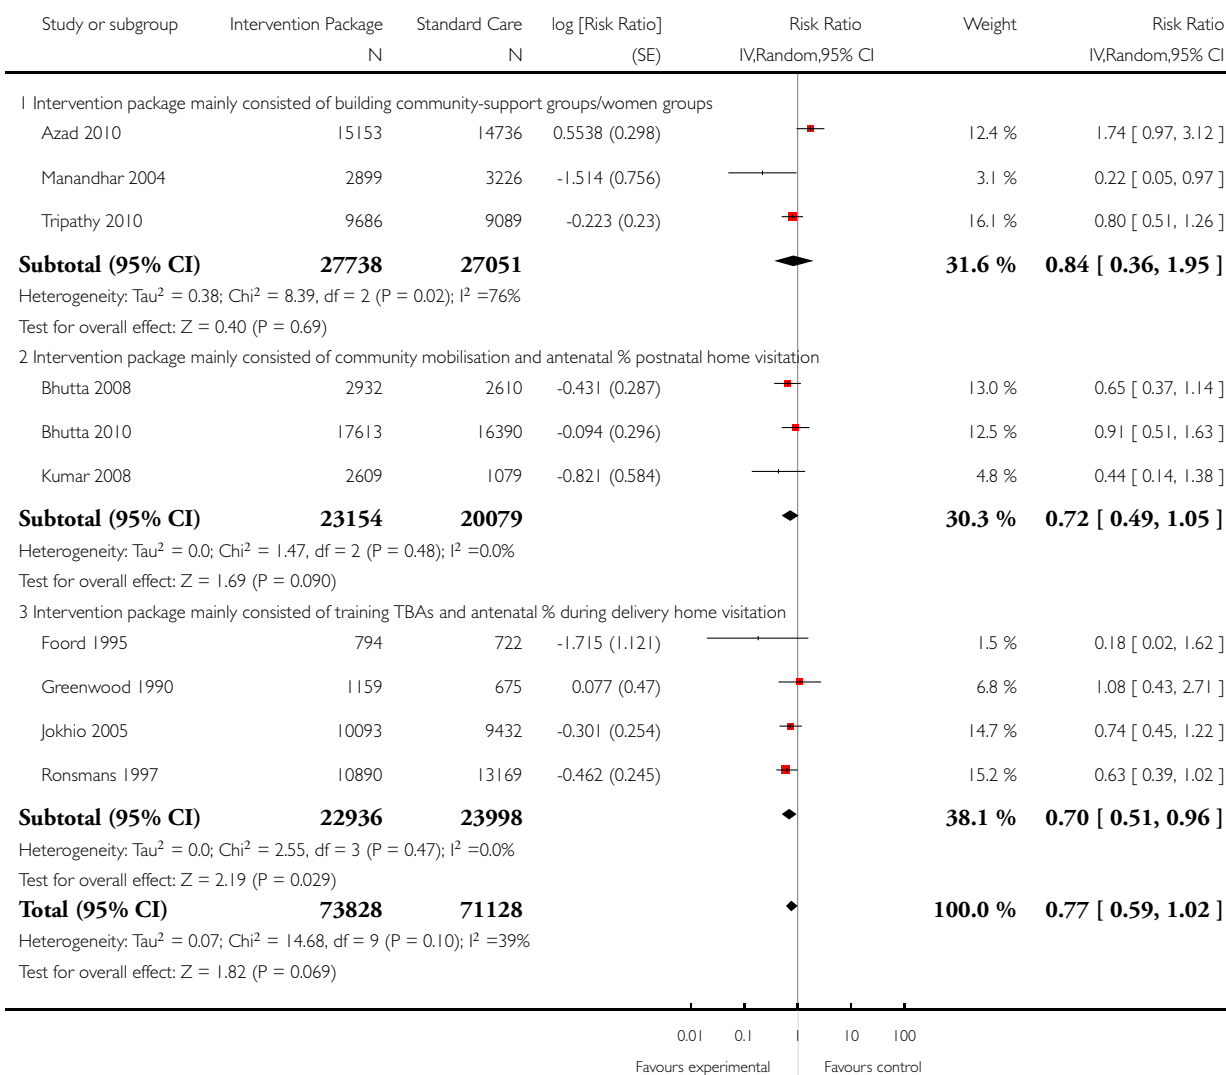 Study or subgroup Intervention Package Standard Care log [Risk Ratio] Risk Ratio Weight Risk Ratio
N N (SE) IV,Random,95% CI IV,Random,95% CI
1 Intervention package mainly consisted of building community-support groups/women groups
Azad 2010 15153 14736 0.5538 (0.298) 12.4 % 1.74 [ 0.97, 3.12 ]
Manandhar 2004 2899 3226 -1.514 (0.756) 3.1 % 0.22 [ 0.05, 0.97 ]
Tripathy 2010 9686 9089 -0.223 (0.23) 16.1 % 0.80 [ 0.51, 1.26 ]
Subtotal (95% CI) 27738 27051 31.6 % 0.84 [ 0.36, 1.95 ]
Heterogeneity: Tau² = 0.38; Chi² = 8.39, df = 2 (P = 0.02); I² =76%
Test for overall effect: Z = 0.40 (P = 0.69)
2 Intervention package mainly consisted of community mobilisation and antenatal % postnatal home visitation
Bhutta 2008 2932 2610 -0.431 (0.287) 13.0 % 0.65 [ 0.37, 1.14 ]
Bhutta 2010 17613 16390 -0.094 (0.296) 12.5 % 0.91 [ 0.51, 1.63 ]
Kumar 2008 2609 1079 -0.821 (0.584) 4.8 % 0.44 [ 0.14, 1.38 ]
Subtotal (95% CI) 23154 20079 30.3 % 0.72 [ 0.49, 1.05 ]
Heterogeneity: Tau² = 0.0; Chi² = 1.47, df = 2 (P = 0.48); I² =0.0%
Test for overall effect: Z = 1.69 (P = 0.090)
3 Intervention package mainly consisted of training TBAs and antenatal % during delivery home visitation
Foord 1995 794 722 -1.715 (1.121) 1.5 % 0.18 [ 0.02, 1.62 ]
Greenwood 1990 1159 675 0.077 (0.47) 6.8 % 1.08 [ 0.43, 2.71 ]
Jokhio 2005 10093 9432 -0.301 (0.254) 14.7 % 0.74 [ 0.45, 1.22 ]
Ronsmans 1997 10890 13169 -0.462 (0.245) 15.2 % 0.63 [ 0.39, 1.02 ]
Subtotal (95% CI) 22936 23998 38.1 % 0.70 [ 0.51, 0.96 ]
Heterogeneity: Tau² = 0.0; Chi² = 2.55, df = 3 (P = 0.47); I² =0.0%
Test for overall effect: Z = 2.19 (P = 0.029)
Total (95% CI) 73828 71128 100.0 % 0.77 [ 0.59, 1.02 ]
Heterogeneity: Tau² = 0.07; Chi² = 14.68, df = 9 (P = 0.10); I² =39%
Test for overall effect: Z = 1.82 (P = 0.069)
0.01 0.1 1 10 100
Favours experimental Favours control